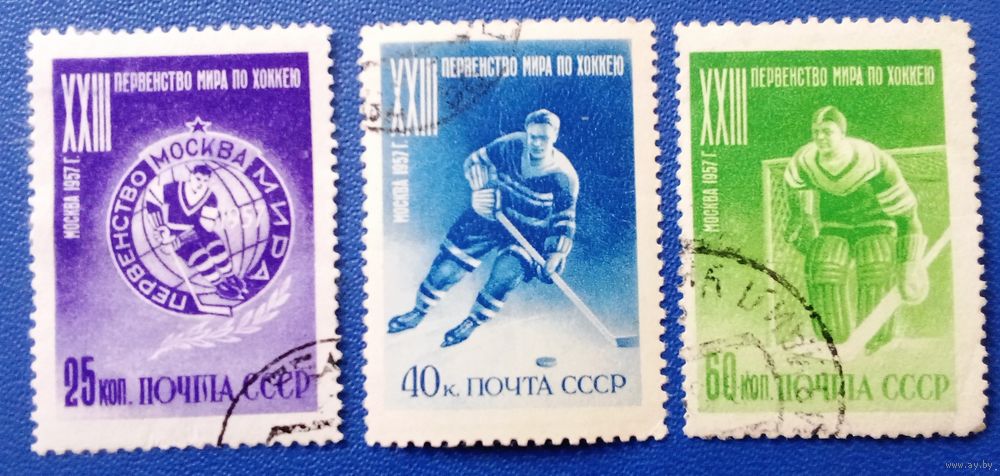 XXIII ПЕРВЕНСТВО МИРА ПО ХОККЕЮ
МОСКВА 1957 Г.
ПЕРВЕНСТВО МОСКВА МИРА
1957
25 КОП. ПОЧТА СССР
XXIII ПЕРВЕНСТВО МИРА ПО ХОККЕЮ
МОСКВА 1957 Г.
40 К. ПОЧТА СССР
XXIII ПЕРВЕНСТВО МИРА ПО ХОККЕЮ
МОСКВА 1957 Г.
60 КОП. ПОЧТА СССР
www.ay.by